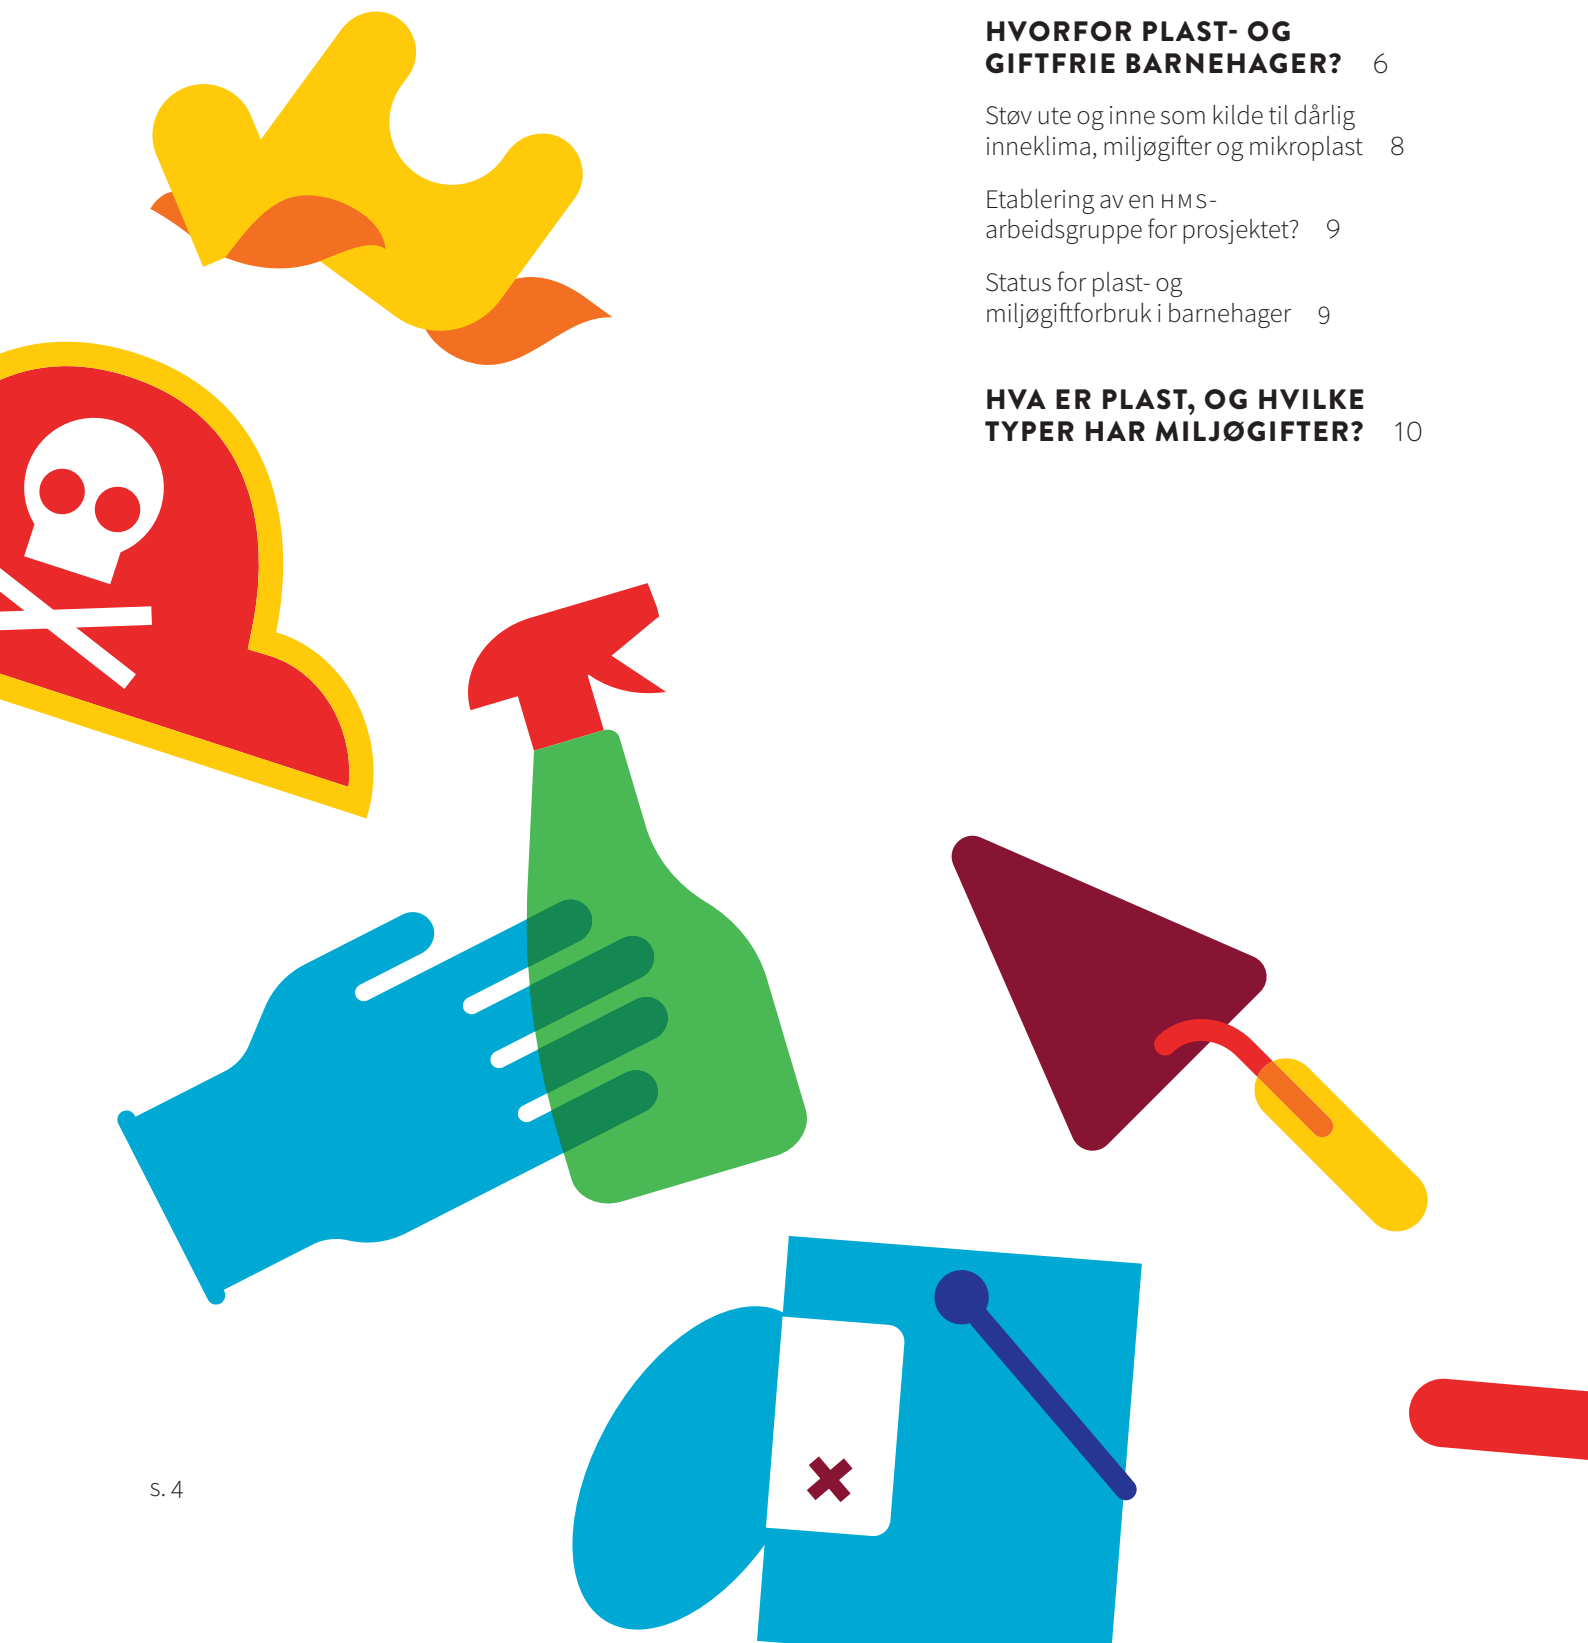 HVORFOR PLAST- OG
GIFTFRIE BARNEHAGER? 6
Støv ute og inne som kilde til dårlig
inneklima, miljøgifter og mikroplast 8
Etablering av en HMS-
arbeidsgruppe for prosjektet? 9
Status for plast- og
miljøgiftforbruk i barnehager 9
HVA ER PLAST, OG HVILKE
TYPER HAR MILJØGIFTER? 10
s. 4